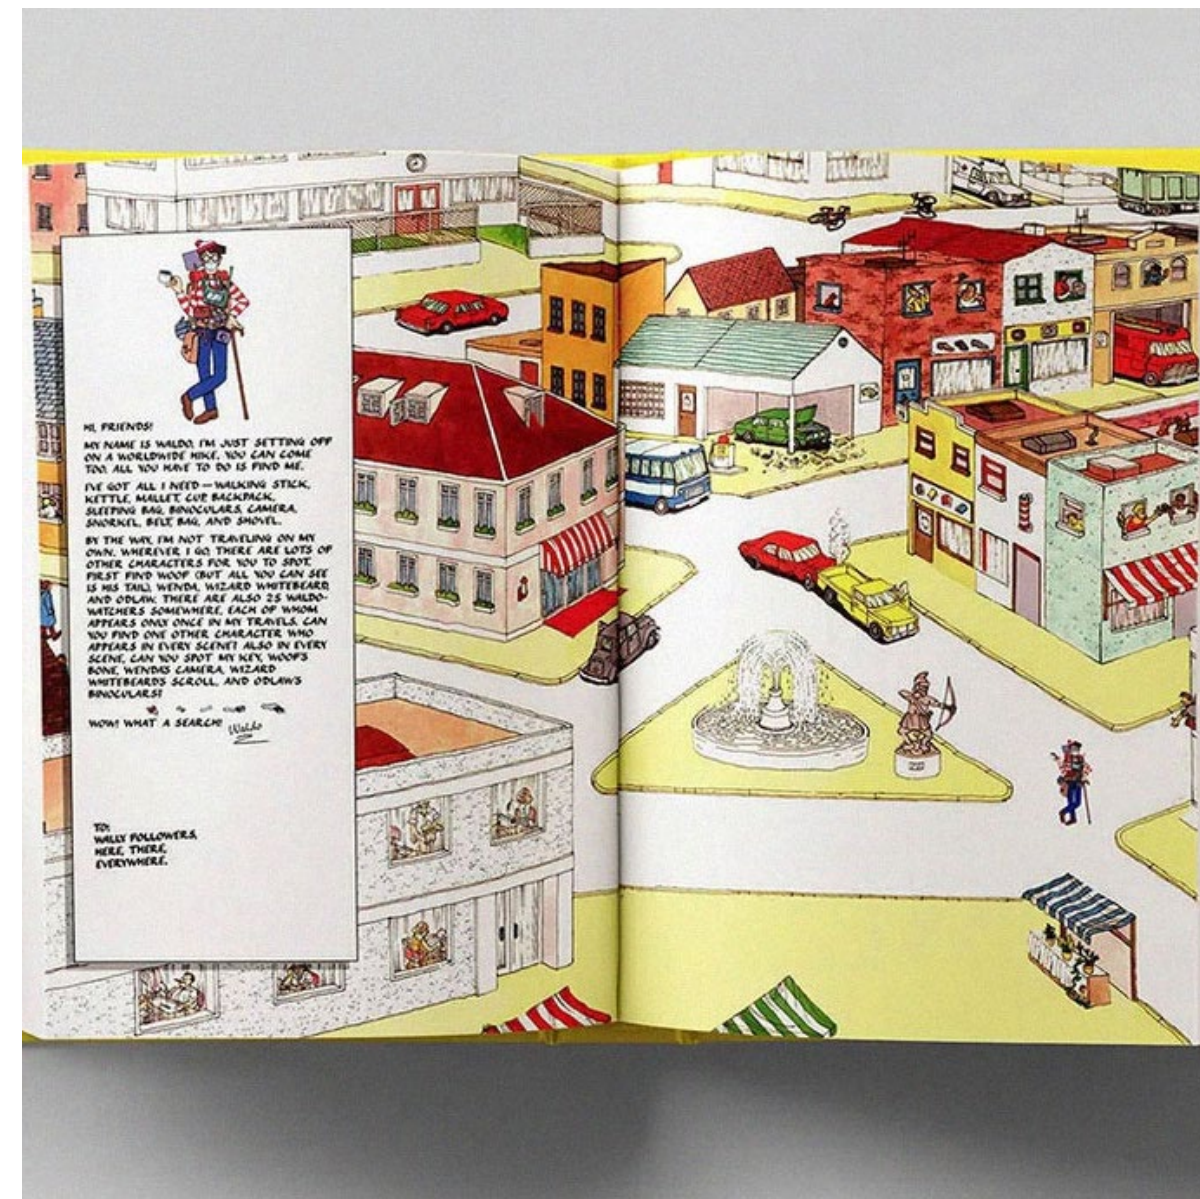 HI, FRIENDS!
MY NAME IS WALDO. I'M JUST SETTING OFF
ON A WORLDWIDE HIKE. YOU CAN COME
TOO. ALL YOU HAVE TO DO IS FIND ME.
I'VE GOT ALL I NEED — WALKING STICK,
KETTLE, MALLET, CUP, BACKPACK,
SLEEPING BAG, BINOCULARS, CAMERA,
SNORKEL, BELT, BAG, AND SHOVEL.
BY THE WAY, I'M NOT TRAVELING ON MY
OWN. WHEREVER I GO, THERE ARE LOTS OF
OTHER CHARACTERS FOR YOU TO SPOT.
FIRST FIND WOOF (BUT ALL YOU CAN SEE
IS HIS TAIL), WENDA, WIZARD WHITEBEARD,
AND ODLAW. THERE ARE ALSO 25 WALDO-
WATCHERS SOMEWHERE, EACH OF WHOM
APPEARS ONLY ONCE IN MY TRAVELS. CAN
YOU FIND ONE OTHER CHARACTER WHO
APPEARS IN EVERY SCENE? ALSO IN EVERY
SCENE, CAN YOU SPOT MY KEY, WOOF'S
BONE, WENDA'S CAMERA, WIZARD
WHITEBEARD'S SCROLL, AND ODLAW'S
BINOCULARS?
WOW! WHAT A SEARCH!
Waldo
TO:
WALLY FOLLOWERS,
HERE, THERE,
EVERYWHERE.